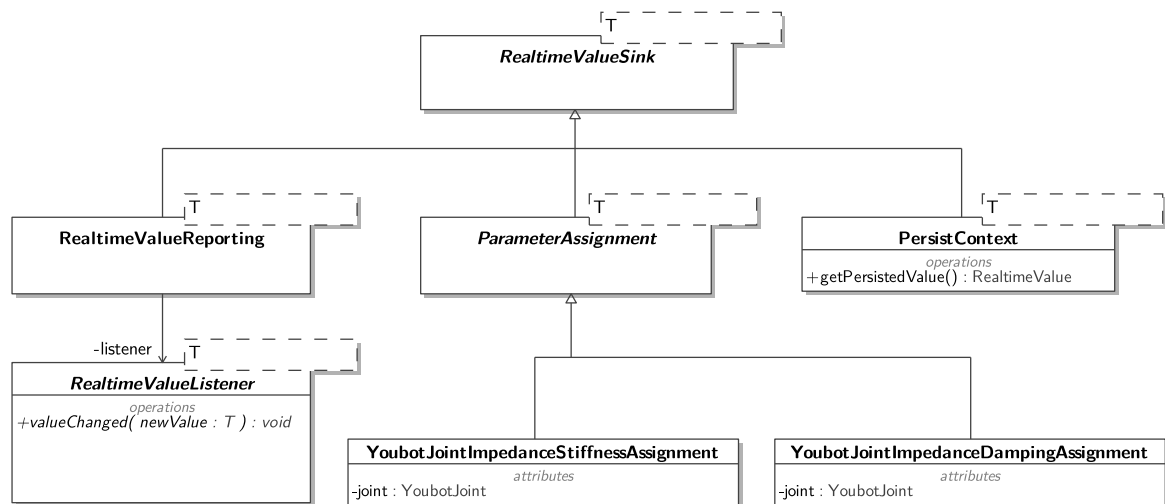 T
RealtimeValueSink
T
RealtimeValueReporting
T
ParameterAssignment
T
PersistContext
operations
+getPersistedValue() : RealtimeValue
-listener
T
RealtimeValueListener
operations
+valueChanged( newValue : T ) : void
YoubotJointImpedanceStiffnessAssignment
attributes
-joint : YoubotJoint
YoubotJointImpedanceDampingAssignment
attributes
-joint : YoubotJoint